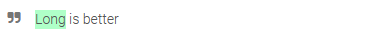 ❞ Long is better